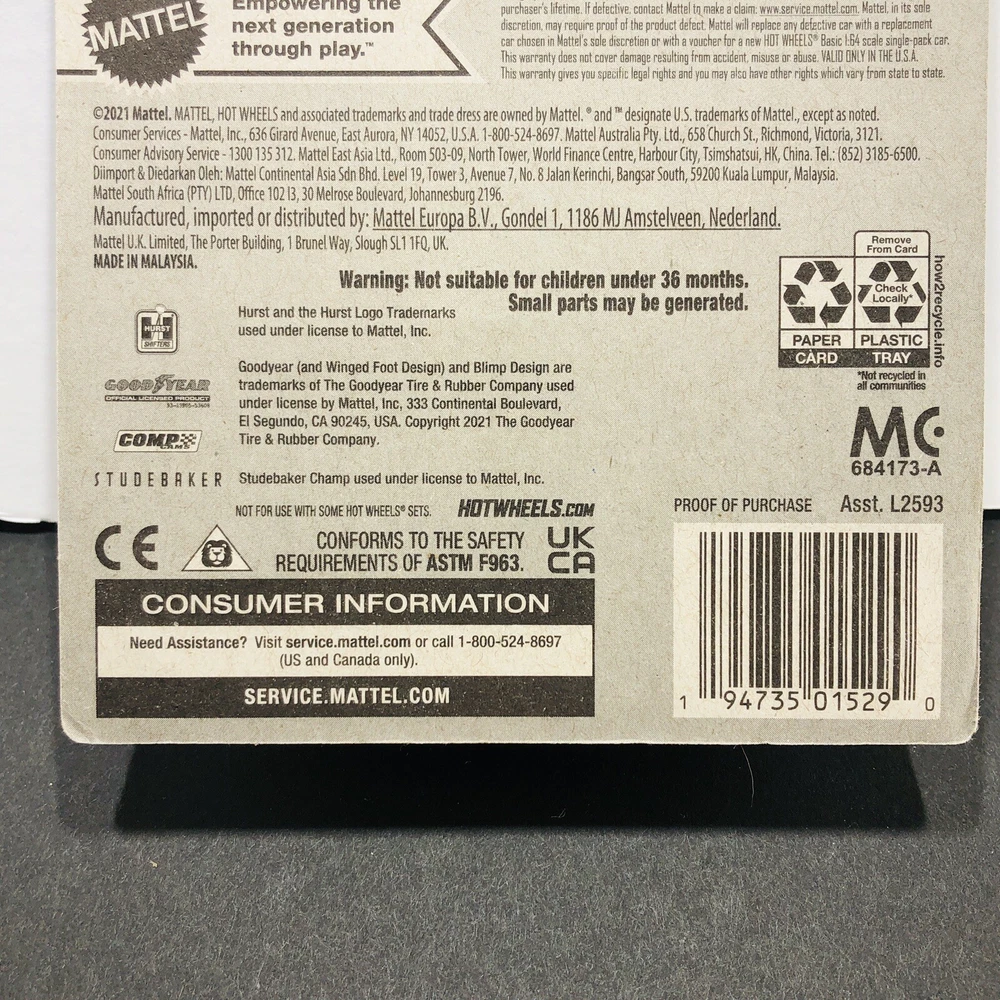 MATTEL
Empowering the
next generation
through play.™
purchaser's lifetime. If defective, contact Mattel to make a claim: www.service.mattel.com. Mattel, in its sole
discretion, may require proof of the product defect. Mattel will replace any defective car with a replacement
car chosen in Mattel's sole discretion or with a voucher for a new HOT WHEELS® Basic 1:64 scale single-pack car.
This warranty does not cover damage resulting from accident, misuse or abuse. VALID ONLY IN THE U.S.A.
This warranty gives you specific legal rights and you may also have other rights which vary from state to state.
©2021 Mattel. MATTEL, HOT WHEELS and associated trademarks and trade dress are owned by Mattel. ® and ™ designate U.S. trademarks of Mattel., except as noted.
Consumer Services - Mattel, Inc., 636 Girard Avenue, East Aurora, NY 14052, U.S.A. 1-800-524-8697. Mattel Australia Pty. Ltd., 658 Church St., Richmond, Victoria, 3121.
Consumer Advisory Service - 1300 135 312. Mattel East Asia Ltd., Room 503-09, North Tower, World Finance Centre, Harbour City, Tsimshatsui, HK, China. Tel.: (852) 3185-6500.
Diimport & Diedarkan Oleh: Mattel Continental Asia Sdn Bhd. Level 19, Tower 3, Avenue 7, No. 8 Jalan Kerinchi, Bangsar South, 59200 Kuala Lumpur, Malaysia.
Mattel South Africa (PTY) LTD, Office 102 I3, 30 Melrose Boulevard, Johannesburg 2196.
Manufactured, imported or distributed by: Mattel Europa B.V., Gondel 1, 1186 MJ Amstelveen, Nederland.
Mattel U.K. Limited, The Porter Building, 1 Brunel Way, Slough SL1 1FQ, UK.
MADE IN MALAYSIA.
Warning: Not suitable for children under 36 months.
Small parts may be generated.
Remove
From Card
Check
Locally*
PAPER
PLASTIC
CARD
TRAY
how2recycle.info
*Not recycled in
all communities
H
HURST
SHIFTERS
Hurst and the Hurst Logo Trademarks
used under license to Mattel, Inc.
GOODYEAR
OFFICIAL LICENSED PRODUCT
Goodyear (and Winged Foot Design) and Blimp Design are
trademarks of The Goodyear Tire & Rubber Company used
under license by Mattel, Inc, 333 Continental Boulevard,
El Segundo, CA 90245, USA. Copyright 2021 The Goodyear
Tire & Rubber Company.
COMP
CAMS
STUDEBAKER
Studebaker Champ used under license to Mattel, Inc.
MC
684173-A
NOT FOR USE WITH SOME HOT WHEELS® SETS.
HOTWHEELS.COM
PROOF OF PURCHASE
Asst. L2593
CE
CONFORMS TO THE SAFETY
REQUIREMENTS OF ASTM F963.
UK
CA
CONSUMER INFORMATION
Need Assistance? Visit service.mattel.com or call 1-800-524-8697
(US and Canada only).
SERVICE.MATTEL.COM
1 94735 01529 0